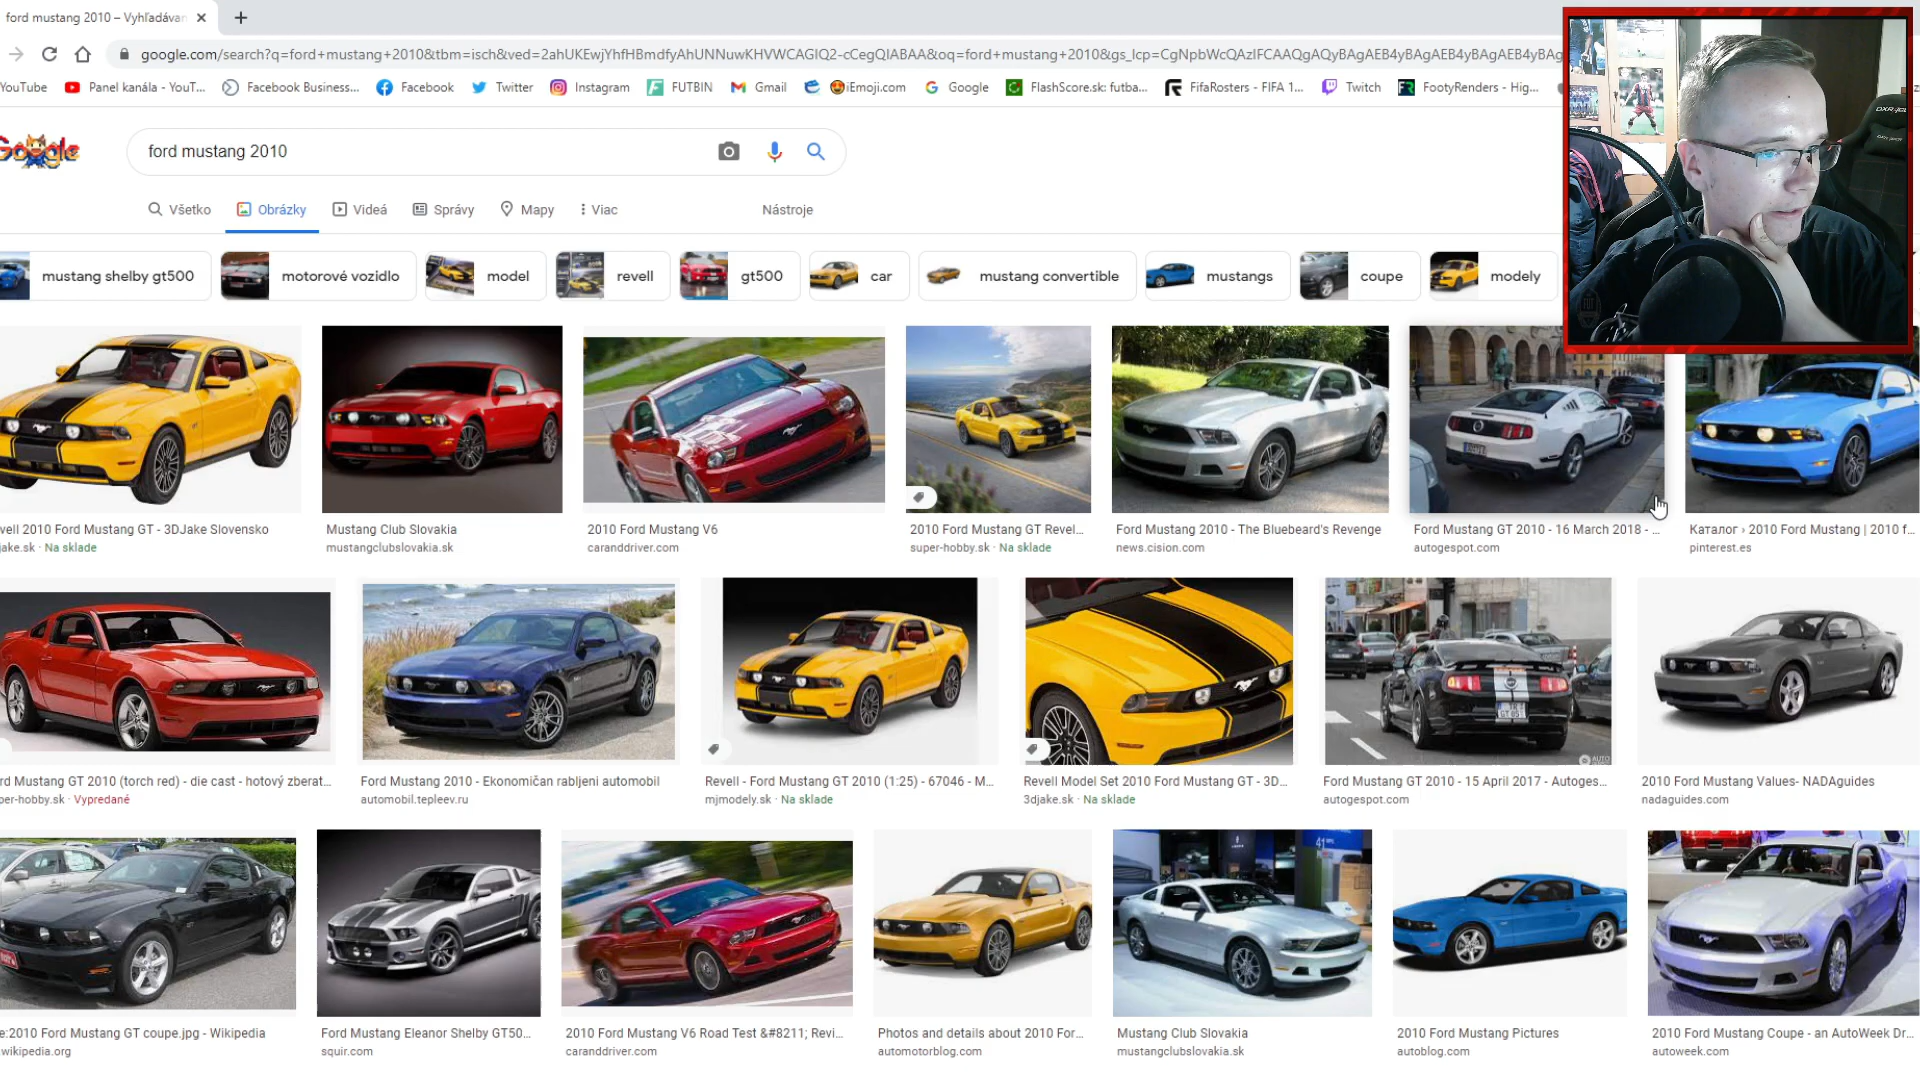 ford mustang 2010 – Vyhľadávan
google.com/search?q=ford+mustang+2010&tbm=isch&ved=2ahUKEwjYhfHBmdfyAhUNNuwKHVWCAGIQ2-cCegQIABAA&oq=ford+mustang+2010&gs_lcp=CgNpbWcQAzIFCAAQgAQyBAgAEB4yBAgAEB4yBAgAEB4yBAg
YouTube Panel kanála - YouT... Facebook Business... Facebook Twitter Instagram FUTBIN Gmail iEmoji.com Google FlashScore.sk: futba... FifaRosters - FIFA 1... Twitch FootyRenders - Hig...
Google
ford mustang 2010
Všetko Obrázky Videá Správy Mapy Viac Nástroje
mustang shelby gt500 motorové vozidlo model revell gt500 car mustang convertible mustangs coupe modely
vell 2010 Ford Mustang GT - 3DJake Slovensko
jake.sk · Na sklade
Mustang Club Slovakia
mustangclubslovakia.sk
2010 Ford Mustang V6
caranddriver.com
2010 Ford Mustang GT Revel...
super-hobby.sk · Na sklade
Ford Mustang 2010 - The Bluebeard's Revenge
news.cision.com
Ford Mustang GT 2010 - 16 March 2018 - ...
autogespot.com
Каталог › 2010 Ford Mustang | 2010 f...
pinterest.es
rd Mustang GT 2010 (torch red) - die cast - hotový zberat...
per-hobby.sk · Vypredané
Ford Mustang 2010 - Ekonomičan rabljeni automobil
automobil.tepleev.ru
Revell - Ford Mustang GT 2010 (1:25) - 67046 - M...
mjmodely.sk · Na sklade
Revell Model Set 2010 Ford Mustang GT - 3D...
3djake.sk · Na sklade
Ford Mustang GT 2010 - 15 April 2017 - Autoges...
autogespot.com
2010 Ford Mustang Values- NADAguides
nadaguides.com
e:2010 Ford Mustang GT coupe.jpg - Wikipedia
wikipedia.org
Ford Mustang Eleanor Shelby GT50...
squir.com
2010 Ford Mustang V6 Road Test &#8211; Revi...
caranddriver.com
Photos and details about 2010 For...
automotorblog.com
Mustang Club Slovakia
mustangclubslovakia.sk
2010 Ford Mustang Pictures
autoblog.com
2010 Ford Mustang Coupe - an AutoWeek Dr...
autoweek.com